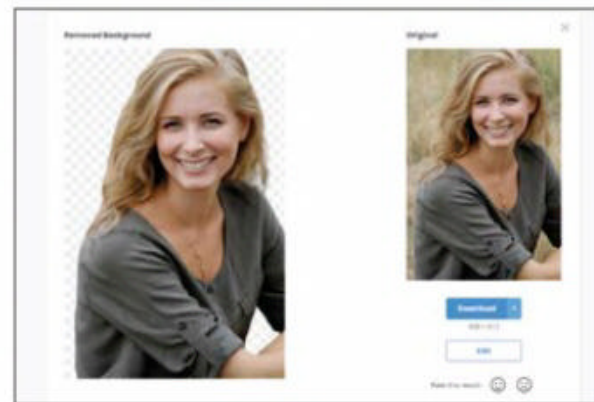 Removed Background
Original
Download
Edit
Rate this result: